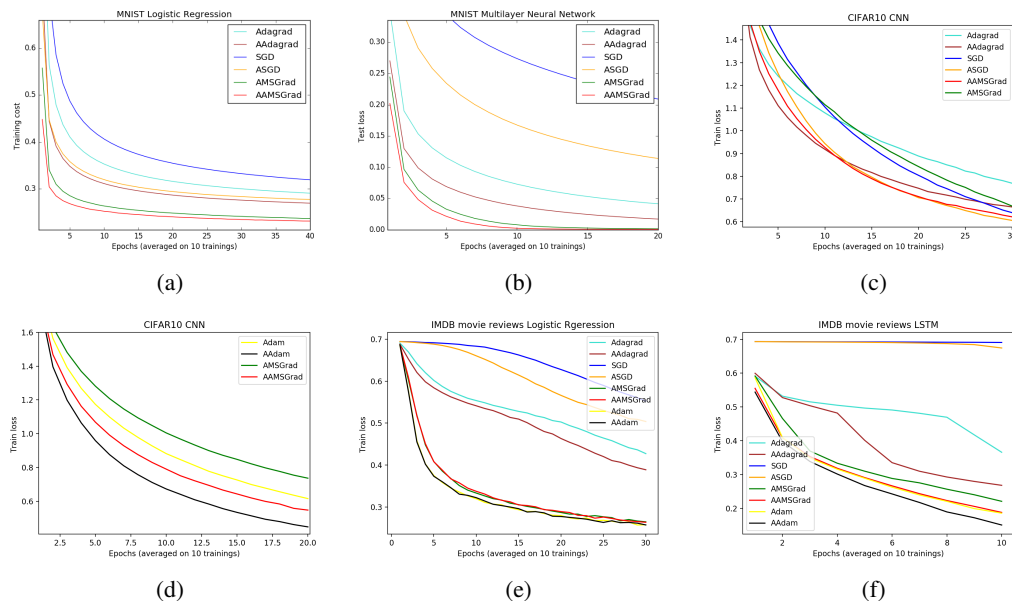 MNIST Logistic Regression
Training cost
0.6
0.5
0.4
0.3
5 10 15 20 25 30 35 40
Epochs (averaged on 10 trainings)
Adagrad
AAdagrad
SGD
ASGD
AMSGrad
AAMSGrad
(a)
MNIST Multilayer Neural Network
Test loss
0.30
0.25
0.20
0.15
0.10
0.05
0.00
5 10 15 20
Epochs (averaged on 10 trainings)
Adagrad
AAdagrad
SGD
ASGD
AMSGrad
AAMSGrad
(b)
CIFAR10 CNN
Train loss
1.4
1.3
1.2
1.1
1.0
0.9
0.8
0.7
0.6
5 10 15 20 25 30
Epochs (averaged on 10 trainings)
Adagrad
AAdagrad
SGD
ASGD
AAMSGrad
AMSGrad
(c)
CIFAR10 CNN
Train loss
1.6
1.4
1.2
1.0
0.8
0.6
2.5 5.0 7.5 10.0 12.5 15.0 17.5 20.0
Epochs (averaged on 10 trainings)
Adam
AAdam
AMSGrad
AAMSGrad
(d)
IMDB movie reviews Logistic Rgeression
Train loss
0.7
0.6
0.5
0.4
0.3
0 5 10 15 20 25 30
Epochs (averaged on 10 trainings)
Adagrad
AAdagrad
SGD
ASGD
AMSGrad
AAMSGrad
Adam
AAdam
(e)
IMDB movie reviews LSTM
Train loss
0.7
0.6
0.5
0.4
0.3
0.2
2 4 6 8 10
Epochs (averaged on 10 trainings)
Adagrad
AAdagrad
SGD
ASGD
AMSGrad
AAMSGrad
Adam
AAdam
(f)